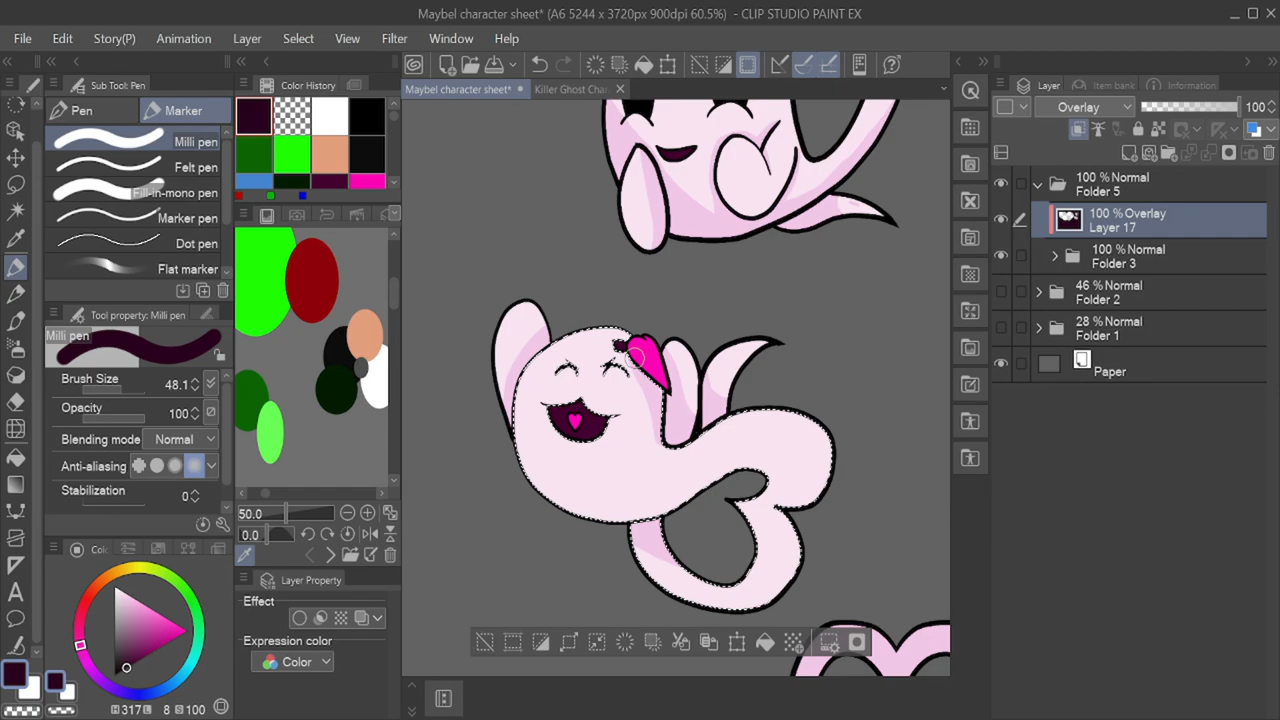 Maybel character sheet* (A6 5244 x 3720px 900dpi 60.5%) - CLIP STUDIO PAINT EX
File Edit Story(P) Animation Layer Select View Filter Window Help
Sub Tool: Pen
Pen Marker
Milli pen
Felt pen
Fill-in-mono pen
Marker pen
Dot pen
Flat marker
Tool property: Milli pen
Milli pen
Brush Size 48.1
Opacity 100
Blending mode Normal
Anti-aliasing
Stabilization 0
Col
H 317 L 8 S 100
Color History
50.0
0.0
Layer Property
Effect
Expression color
Color
Maybel character sheet*
Killer Ghost Char
Layer Item bank Information
Overlay 100
100 % Normal
Folder 5
100 % Overlay
Layer 17
100 % Normal
Folder 3
46 % Normal
Folder 2
28 % Normal
Folder 1
Paper